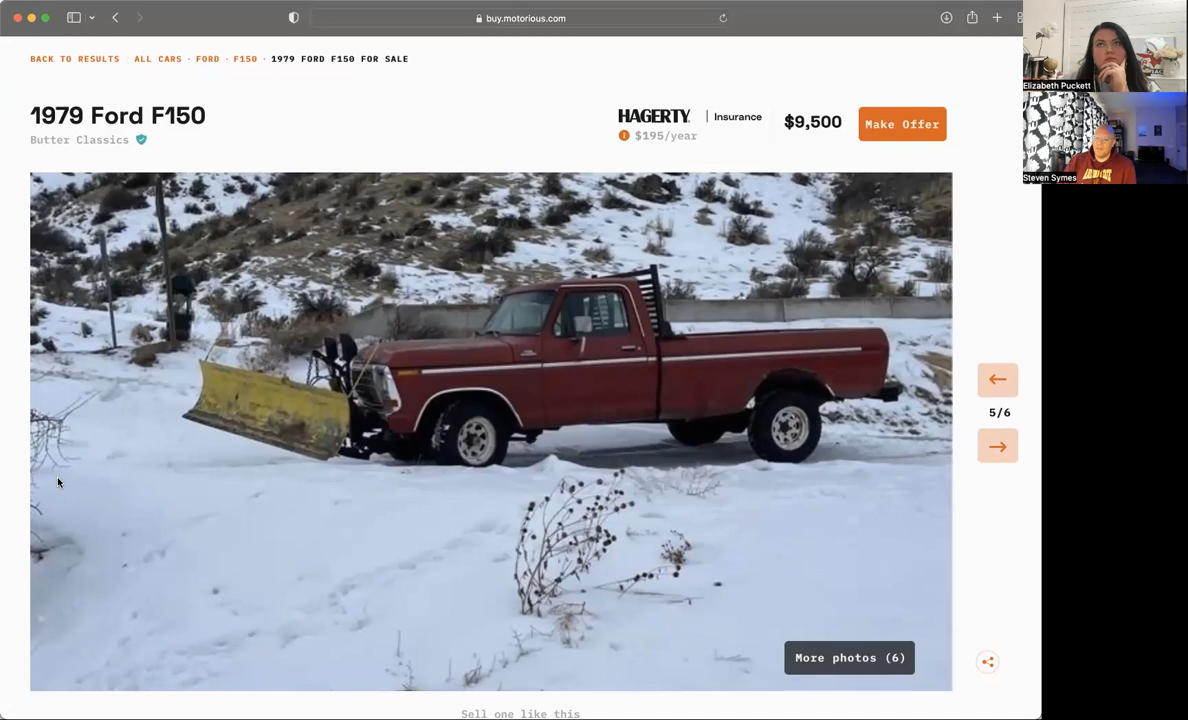 buy.motorious.com
BACK TO RESULTS ALL CARS · FORD · F150 · 1979 FORD F150 FOR SALE
1979 Ford F150
Butter Classics
HAGERTY | Insurance
$195/year
$9,500
Make Offer
Elizabeth Puckett
Steven Symes
5/6
More photos (6)
Sell one like this